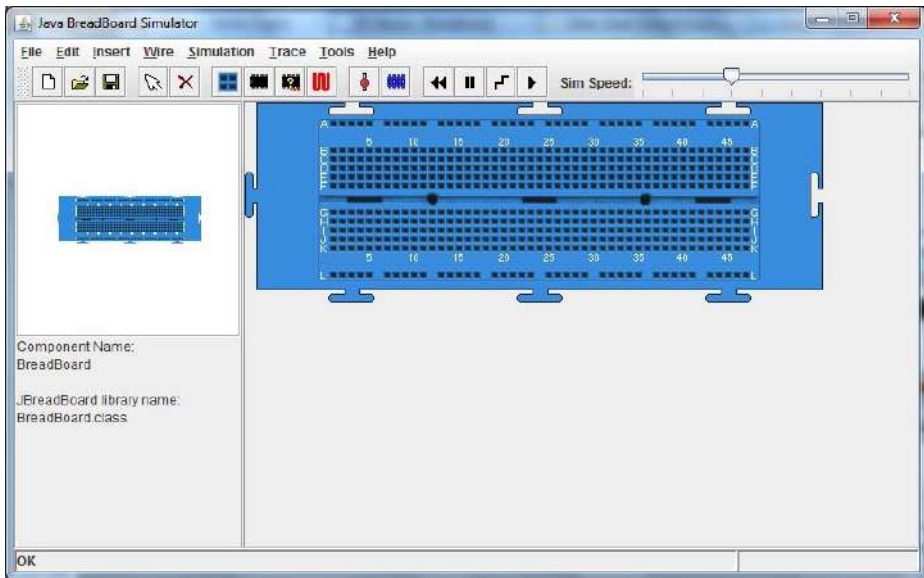 Java BreadBoard Simulator
File Edit Insert Wire Simulation Trace Tools Help
Sim Speed:
A A
5 10 15 20 25 30 35 40 45
B B
C C
D D
E E
F F
G G
H H
I I
J J
K K
5 10 15 20 25 30 35 40 45
L L
Component Name:
BreadBoard
JBreadBoard library name:
BreadBoard.class
OK